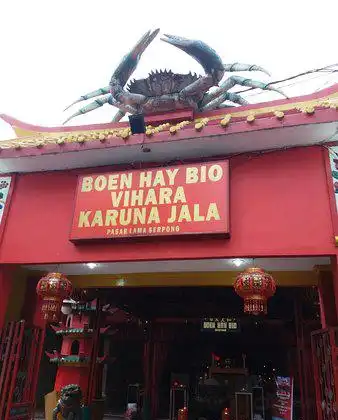 BOEN HAY BIO
VIHARA
KARUNA JALA
PASAR LAMA SERPONG
BOEN HAY BIO